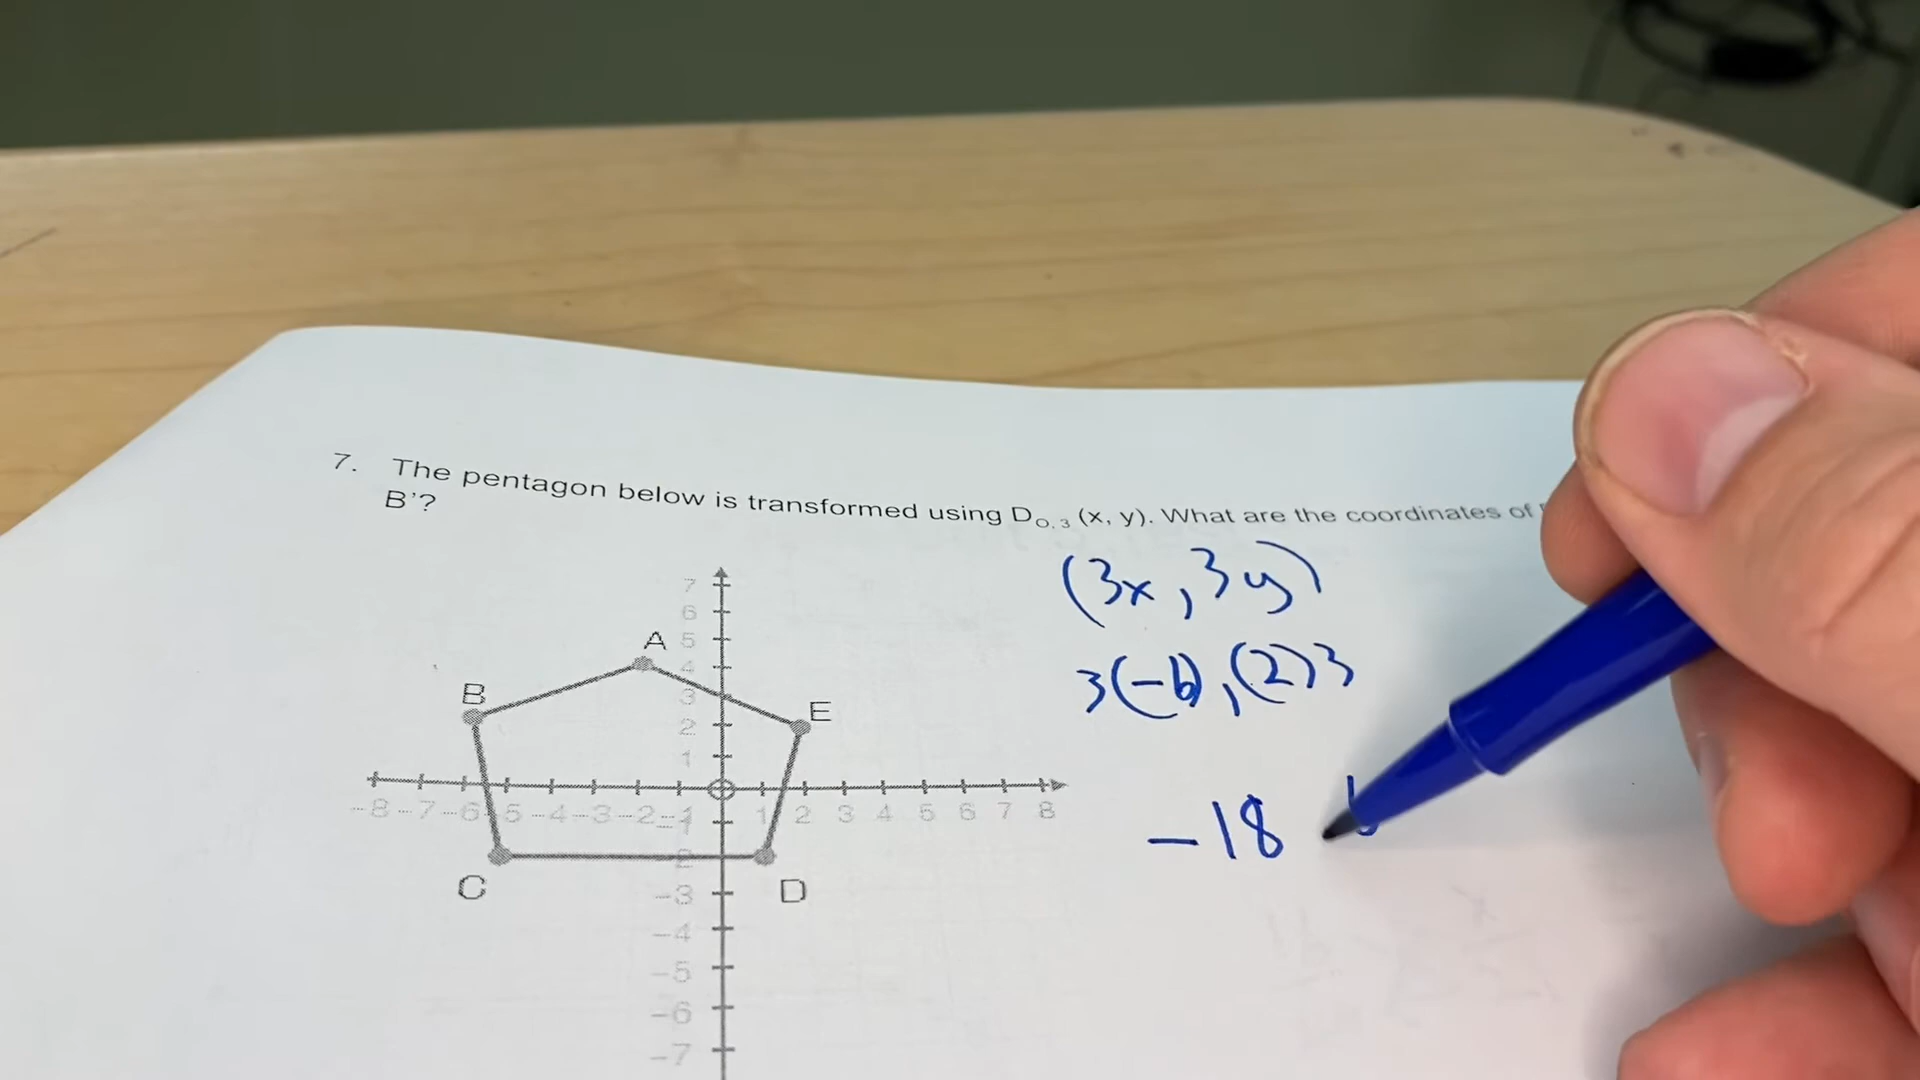 7. The pentagon below is transformed using D₀,₃ (x, y). What are the coordinates of
B'?
(3x, 3y)
3(-6), (2)3
-18 6
A
B
E
C
D
7
6
5
4
3
2
1
-8 -7 -6 -5 -4 -3 -2 -1 1 2 3 4 5 6 7 8
-1
-2
-3
-4
-5
-6
-7